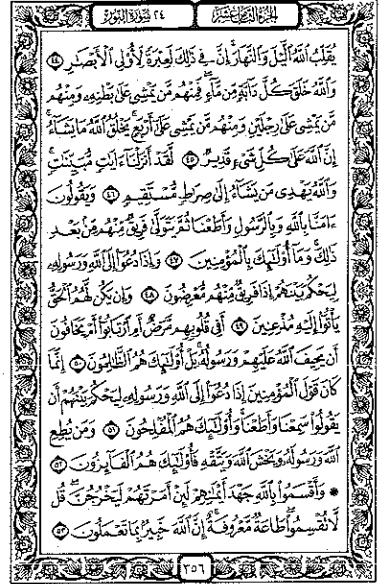 الجزء الثامن عشر ٢٤ سورة النور
يُقَلِّبُ ٱللَّهُ ٱلَّيْلَ وَٱلنَّهَارَ إِنَّ فِى ذَٰلِكَ لَعِبْرَةً لِّأُو۟لِى ٱلْأَبْصَٰرِ ٤٤
وَٱللَّهُ خَلَقَ كُلَّ دَآبَّةٍ مِّن مَّآءٍ فَمِنْهُم مَّن يَمْشِى عَلَىٰ بَطْنِهِۦ وَمِنْهُم
مَّن يَمْشِى عَلَىٰ رِجْلَيْنِ وَمِنْهُم مَّن يَمْشِى عَلَىٰٓ أَرْبَعٍ يَخْلُقُ ٱللَّهُ مَا يَشَآءُ
إِنَّ ٱللَّهَ عَلَىٰ كُلِّ شَىْءٍ قَدِيرٌ ٤٥ لَّقَدْ أَنزَلْنَآ ءَايَٰتٍ مُّبَيِّنَٰتٍ
وَٱللَّهُ يَهْدِى مَن يَشَآءُ إِلَىٰ صِرَٰطٍ مُّسْتَقِيمٍ ٤٦ وَيَقُولُونَ
ءَامَنَّا بِٱللَّهِ وَبِٱلرَّسُولِ وَأَطَعْنَا ثُمَّ يَتَوَلَّىٰ فَرِيقٌ مِّنْهُم مِّنۢ بَعْدِ
ذَٰلِكَ وَمَآ أُو۟لَٰٓئِكَ بِٱلْمُؤْمِنِينَ ٤٧ وَإِذَا دُعُوٓا۟ إِلَى ٱللَّهِ وَرَسُولِهِۦ
لِيَحْكُمَ بَيْنَهُمْ إِذَا فَرِيقٌ مِّنْهُم مُّعْرِضُونَ ٤٨ وَإِن يَكُن لَّهُمُ ٱلْحَقُّ
يَأْتُوٓا۟ إِلَيْهِ مُذْعِنِينَ ٤٩ أَفِى قُلُوبِهِم مَّرَضٌ أَمِ ٱرْتَابُوٓا۟ أَمْ يَخَافُونَ
أَن يَحِيفَ ٱللَّهُ عَلَيْهِمْ وَرَسُولُهُۥ بَلْ أُو۟لَٰٓئِكَ هُمُ ٱلظَّٰلِمُونَ ٥٠ إِنَّمَا
كَانَ قَوْلَ ٱلْمُؤْمِنِينَ إِذَا دُعُوٓا۟ إِلَى ٱللَّهِ وَرَسُولِهِۦ لِيَحْكُمَ بَيْنَهُمْ أَن
يَقُولُوا۟ سَمِعْنَا وَأَطَعْنَا وَأُو۟لَٰٓئِكَ هُمُ ٱلْمُفْلِحُونَ ٥١ وَمَن يُطِعِ
ٱللَّهَ وَرَسُولَهُۥ وَيَخْشَ ٱللَّهَ وَيَتَّقْهِ فَأُو۟لَٰٓئِكَ هُمُ ٱلْفَآئِزُونَ ٥٢
۞ وَأَقْسَمُوا۟ بِٱللَّهِ جَهْدَ أَيْمَٰنِهِمْ لَئِنْ أَمَرْتَهُمْ لَيَخْرُجُنَّ قُل
لَّا تُقْسِمُوا۟ طَاعَةٌ مَّعْرُوفَةٌ إِنَّ ٱللَّهَ خَبِيرٌۢ بِمَا تَعْمَلُونَ ٥٣
٣٥٦